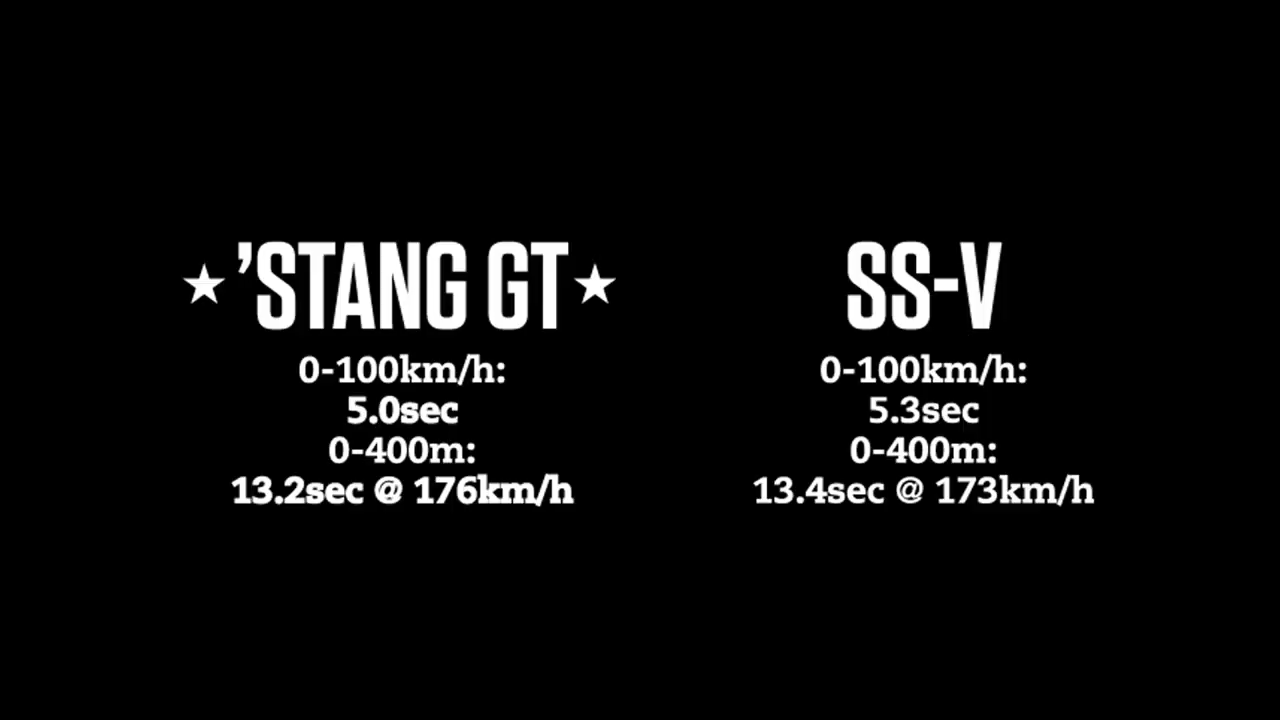 ★ ’STANG GT ★
0-100km/h:
5.0sec
0-400m:
13.2sec @ 176km/h
SS-V
0-100km/h:
5.3sec
0-400m:
13.4sec @ 173km/h